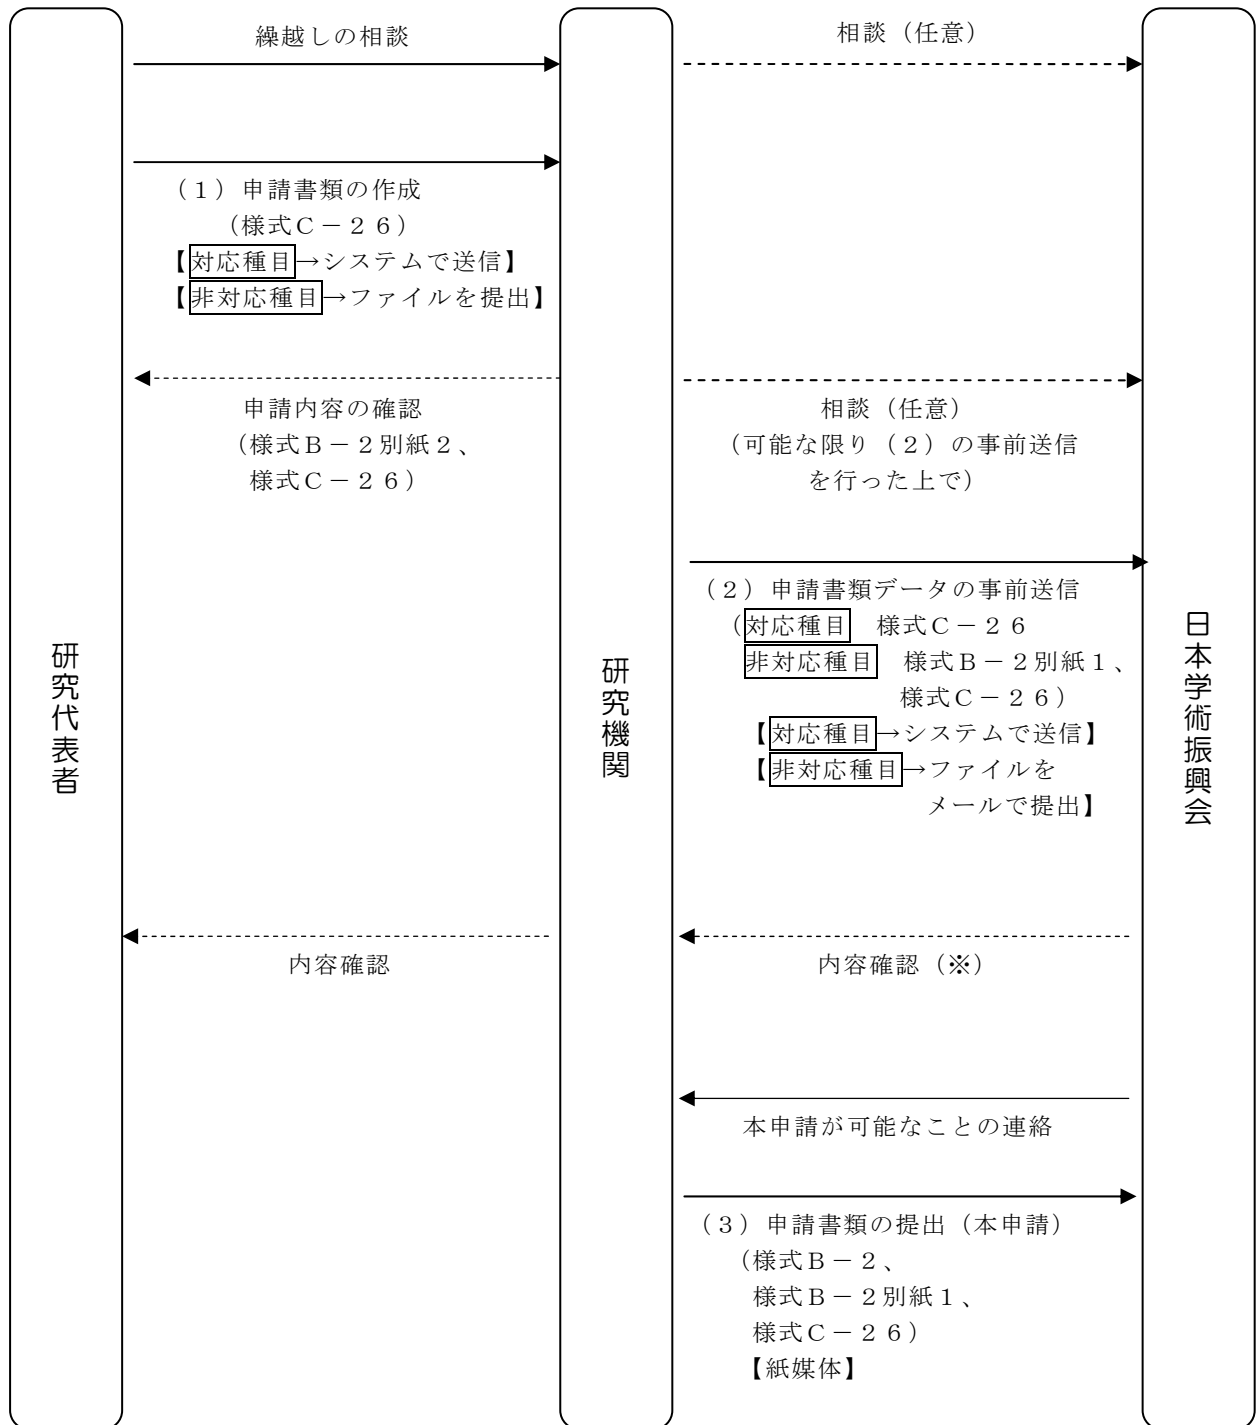 繰越しの相談
相談（任意）
（１）申請書類の作成
（様式Ｃ－２６）
【対応種目→システムで送信】
【非対応種目→ファイルを提出】
申請内容の確認
（様式Ｂ－２別紙２、
様式Ｃ－２６）
相談（任意）
（可能な限り（２）の事前送信
を行った上で）
（２）申請書類データの事前送信
（対応種目　様式Ｃ－２６
非対応種目　様式Ｂ－２別紙１、
様式Ｃ－２６）
【対応種目→システムで送信】
【非対応種目→ファイルを
メールで提出】
研究代表者
研究機関
日本学術振興会
内容確認
内容確認（※）
本申請が可能なことの連絡
（３）申請書類の提出（本申請）
（様式Ｂ－２、
様式Ｂ－２別紙１、
様式Ｃ－２６）
【紙媒体】